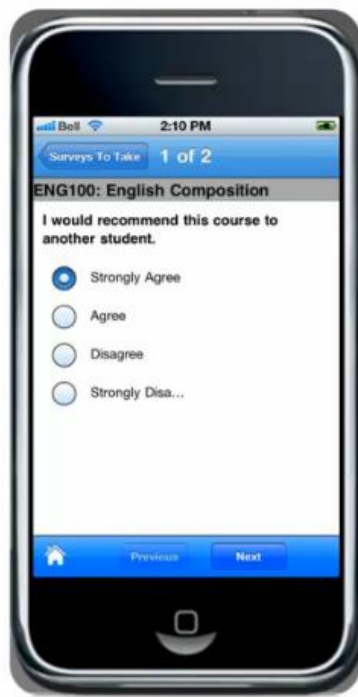 Bell 2:10 PM
Surveys To Take 1 of 2
ENG100: English Composition
I would recommend this course to
another student.
Strongly Agree
Agree
Disagree
Strongly Disa...
Previous Next